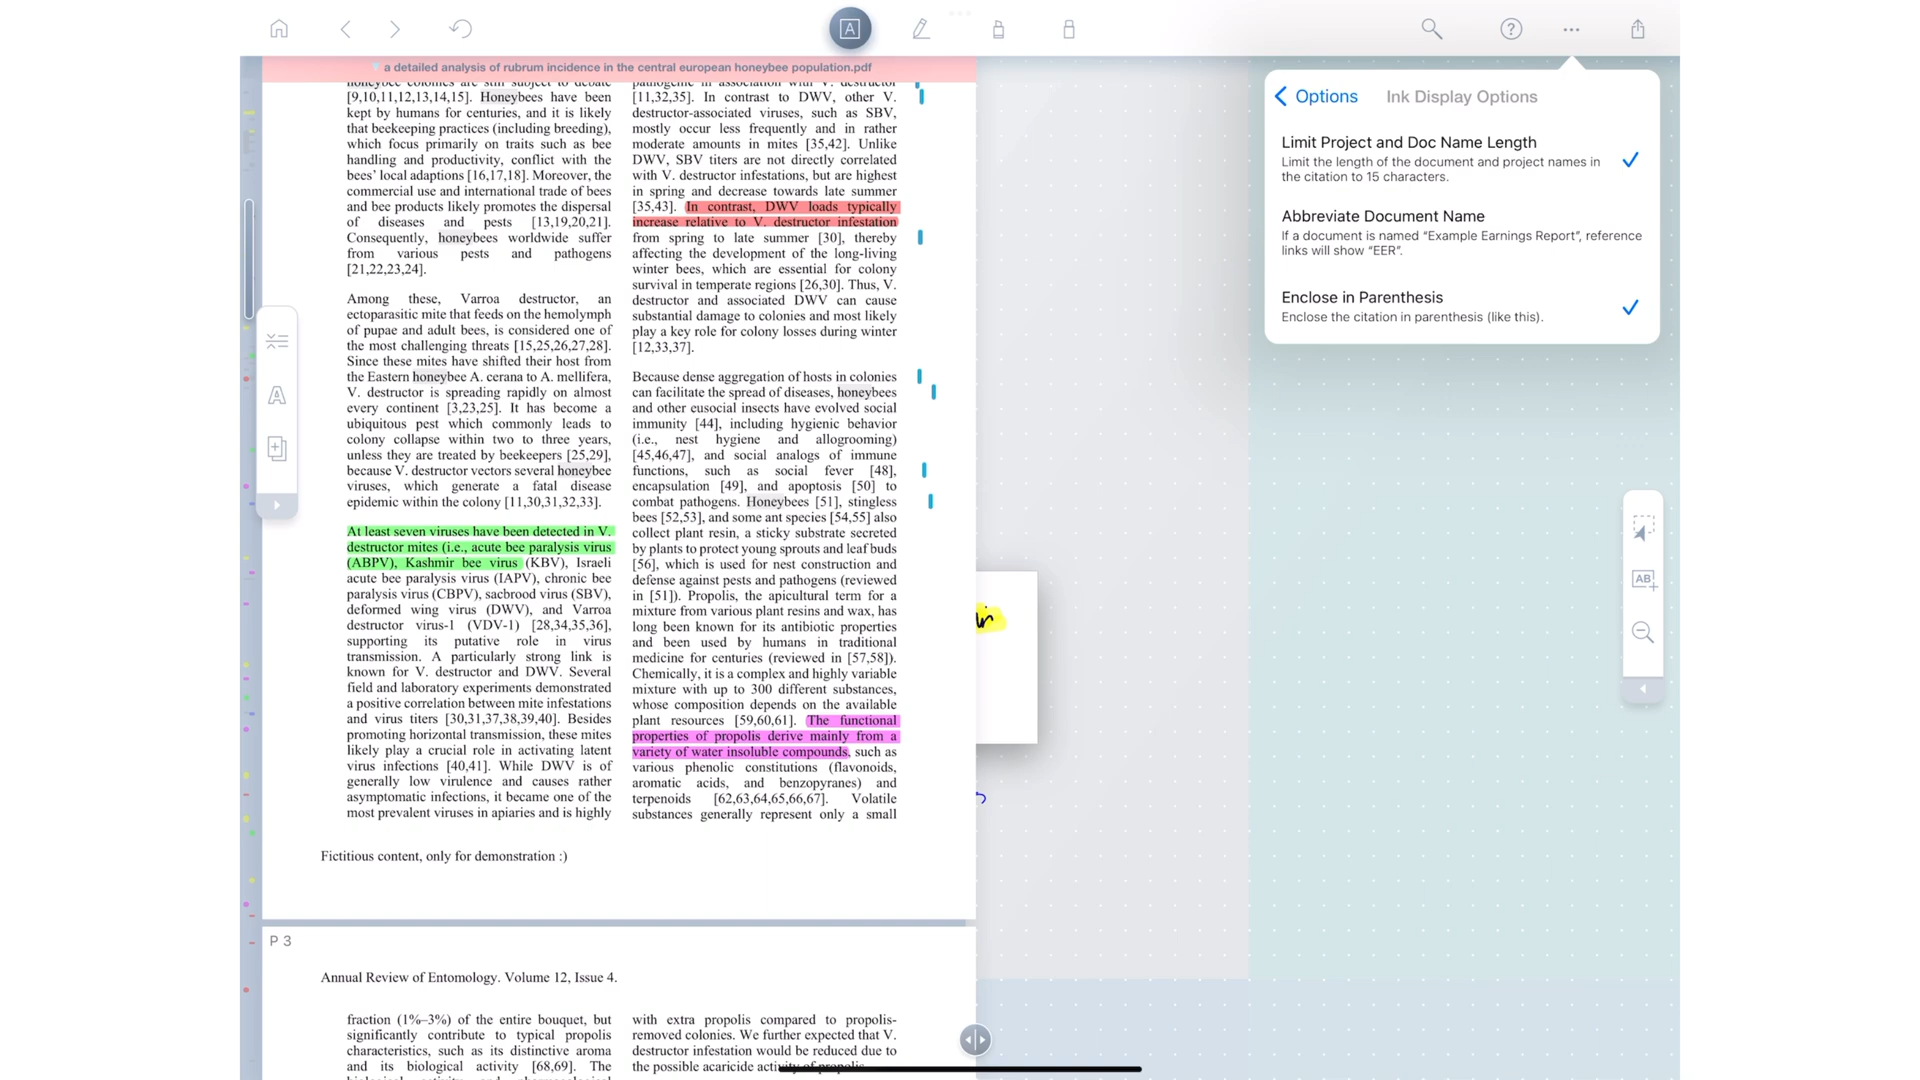 A
a detailed analysis of rubrum incidence in the central european honeybee population.pdf
honeybee colonies are still subject to debate
[9,10,11,12,13,14,15]. Honeybees have been
kept by humans for centuries, and it is likely
that beekeeping practices (including breeding),
which focus primarily on traits such as bee
handling and productivity, conflict with the
bees’ local adaptions [16,17,18]. Moreover, the
commercial use and international trade of bees
and bee products likely promotes the dispersal
of diseases and pests [13,19,20,21].
Consequently, honeybees worldwide suffer
from various pests and pathogens
[21,22,23,24].
Among these, Varroa destructor, an
ectoparasitic mite that feeds on the hemolymph
of pupae and adult bees, is considered one of
the most challenging threats [15,25,26,27,28].
Since these mites have shifted their host from
the Eastern honeybee A. cerana to A. mellifera,
V. destructor is spreading rapidly on almost
every continent [3,23,25]. It has become a
ubiquitous pest which commonly leads to
colony collapse within two to three years,
unless they are treated by beekeepers [25,29],
because V. destructor vectors several honeybee
viruses, which generate a fatal disease
epidemic within the colony [11,30,31,32,33].
At least seven viruses have been detected in V.
destructor mites (i.e., acute bee paralysis virus
(ABPV), Kashmir bee virus (KBV), Israeli
acute bee paralysis virus (IAPV), chronic bee
paralysis virus (CBPV), sacbrood virus (SBV),
deformed wing virus (DWV), and Varroa
destructor virus-1 (VDV-1) [28,34,35,36],
supporting its putative role in virus
transmission. A particularly strong link is
known for V. destructor and DWV. Several
field and laboratory experiments demonstrated
a positive correlation between mite infestations
and virus titers [30,31,37,38,39,40]. Besides
promoting horizontal transmission, these mites
likely play a crucial role in activating latent
virus infections [40,41]. While DWV is of
generally low virulence and causes rather
asymptomatic infections, it became one of the
most prevalent viruses in apiaries and is highly
pathogenic in association with V. destructor
[11,32,35]. In contrast to DWV, other V.
destructor-associated viruses, such as SBV,
mostly occur less frequently and in rather
moderate amounts in mites [35,42]. Unlike
DWV, SBV titers are not directly correlated
with V. destructor infestations, but are highest
in spring and decrease towards late summer
[35,43]. In contrast, DWV loads typically
increase relative to V. destructor infestation
from spring to late summer [30], thereby
affecting the development of the long-living
winter bees, which are essential for colony
survival in temperate regions [26,30]. Thus, V.
destructor and associated DWV can cause
substantial damage to colonies and most likely
play a key role for colony losses during winter
[12,33,37].
Because dense aggregation of hosts in colonies
can facilitate the spread of diseases, honeybees
and other eusocial insects have evolved social
immunity [44], including hygienic behavior
(i.e., nest hygiene and allogrooming)
[45,46,47], and social analogs of immune
functions, such as social fever [48],
encapsulation [49], and apoptosis [50] to
combat pathogens. Honeybees [51], stingless
bees [52,53], and some ant species [54,55] also
collect plant resin, a sticky substrate secreted
by plants to protect young sprouts and leaf buds
[56], which is used for nest construction and
defense against pests and pathogens (reviewed
in [51]). Propolis, the apicultural term for a
mixture from various plant resins and wax, has
long been known for its antibiotic properties
and been used by humans in traditional
medicine for centuries (reviewed in [57,58]).
Chemically, it is a complex and highly variable
mixture with up to 300 different substances,
whose composition depends on the available
plant resources [59,60,61]. The functional
properties of propolis derive mainly from a
variety of water insoluble compounds, such as
various phenolic constitutions (flavonoids,
aromatic acids, and benzopyranes) and
terpenoids [62,63,64,65,66,67]. Volatile
substances generally represent only a small
Fictitious content, only for demonstration :)
P 3
Annual Review of Entomology. Volume 12, Issue 4.
fraction (1%–3%) of the entire bouquet, but
significantly contribute to typical propolis
characteristics, such as its distinctive aroma
and its biological activity [68,69]. The
with extra propolis compared to propolis-
removed colonies. We further expected that V.
destructor infestation would be reduced due to
the possible acaricide activity of propolis.
A
Options
Ink Display Options
Limit Project and Doc Name Length
Limit the length of the document and project names in
the citation to 15 characters.
Abbreviate Document Name
If a document is named “Example Earnings Report”, reference
links will show “EER”.
Enclose in Parenthesis
Enclose the citation in parenthesis (like this).
AB